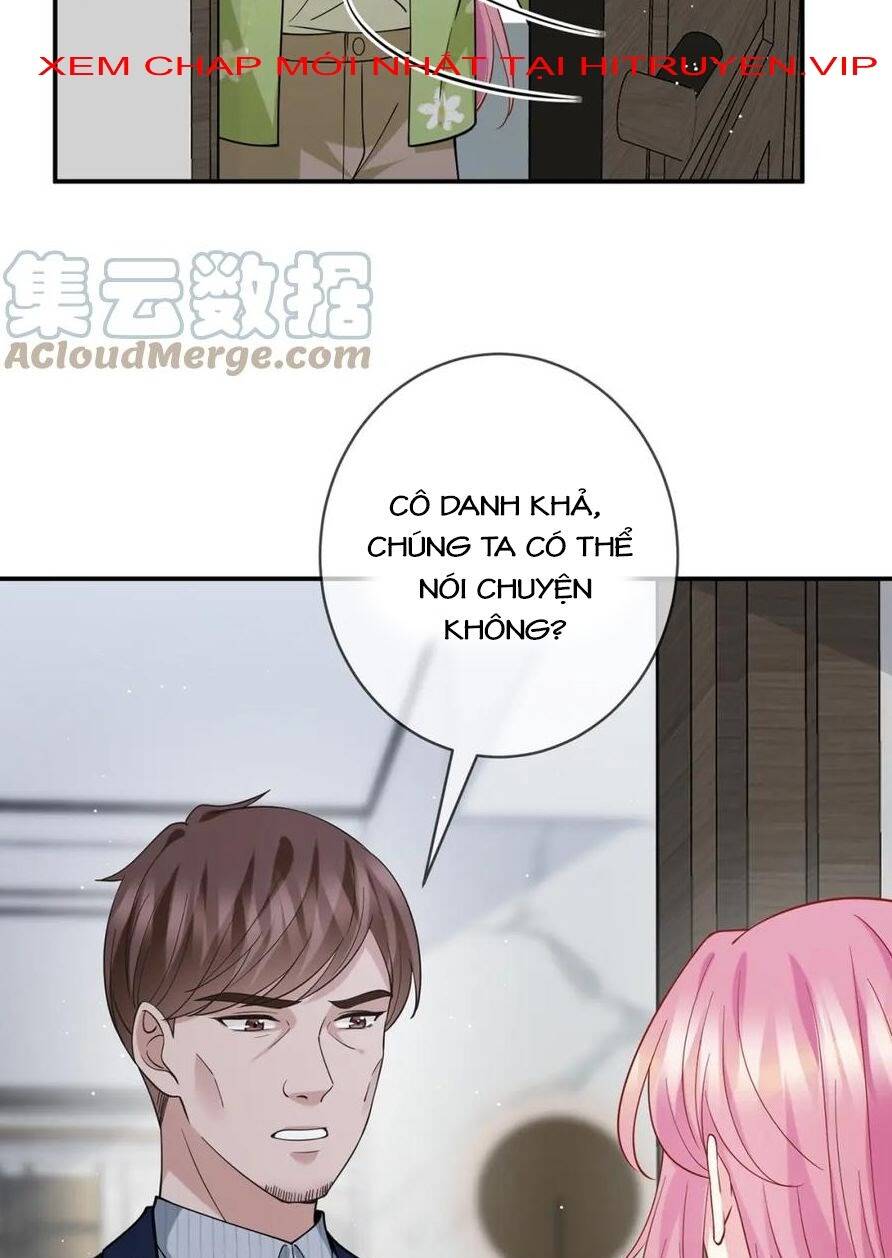 XEM CHAP MỚI NHẤT TẠI HITRUYEN.VIP
集云数据
ACloudMerge.com
CÔ DANH KHẢ,
CHÚNG TA CÓ THỂ
NÓI CHUYỆN
KHÔNG?